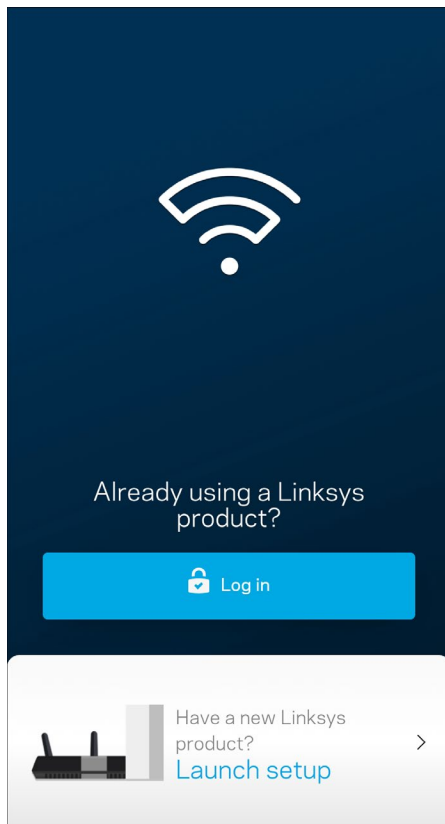 Already using a Linksys
product?
Log in
Have a new Linksys
product?
Launch setup